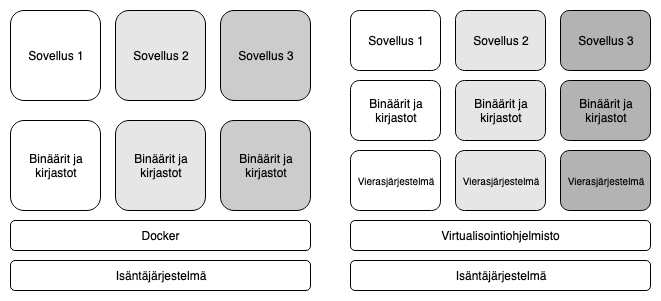 Sovellus 1
Sovellus 2
Sovellus 3
Binäärit ja
kirjastot
Binäärit ja
kirjastot
Binäärit ja
kirjastot
Docker
Isäntäjärjestelmä
Sovellus 1
Sovellus 2
Sovellus 3
Binäärit ja
kirjastot
Binäärit ja
kirjastot
Binäärit ja
kirjastot
Vierasjärjestelmä
Vierasjärjestelmä
Vierasjärjestelmä
Virtualisointiohjelmisto
Isäntäjärjestelmä